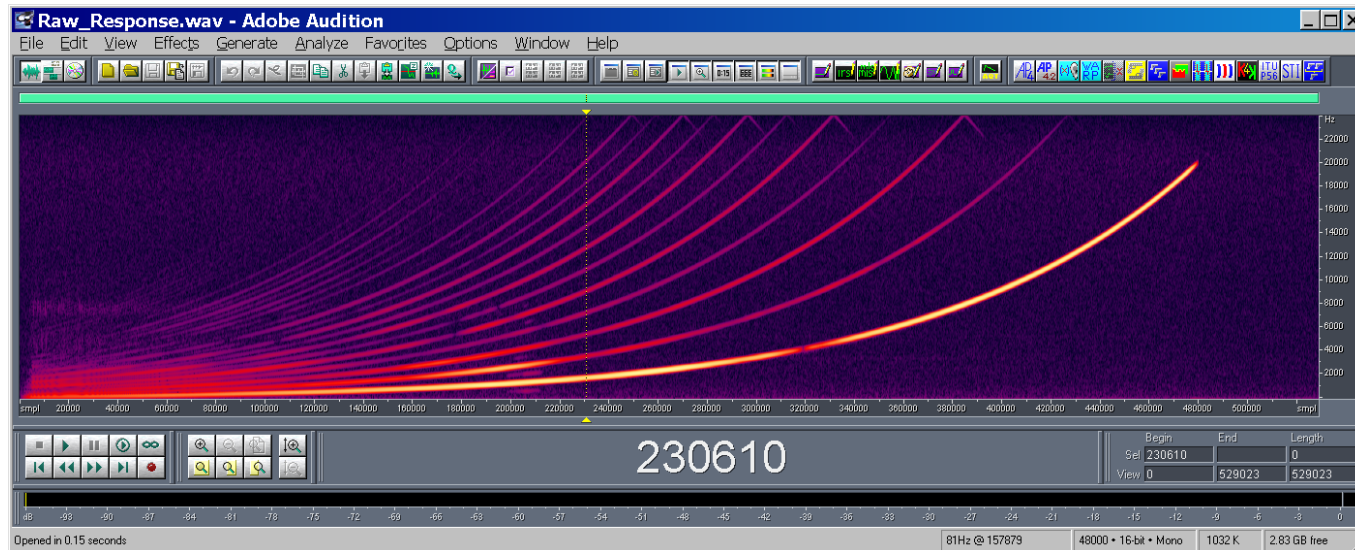 Raw_Response.wav - Adobe Audition
File Edit View Effects Generate Analyze Favorites Options Window Help
Hz
22000
20000
18000
16000
14000
12000
10000
8000
6000
4000
2000
smpl 20000 40000 60000 80000 100000 120000 140000 160000 180000 200000 220000 240000 260000 280000 300000 320000 340000 360000 380000 400000 420000 440000 460000 480000 500000 smpl
230610
Begin End Length
Sel 230610 0
View 0 529023 529023
dB -93 -90 -87 -84 -81 -78 -75 -72 -69 -66 -63 -60 -57 -54 -51 -48 -45 -42 -39 -36 -33 -30 -27 -24 -21 -18 -15 -12 -9 -6 -3 0
Opened in 0.15 seconds 81Hz @ 157879 48000 • 16-bit • Mono 1032 K 2.83 GB free